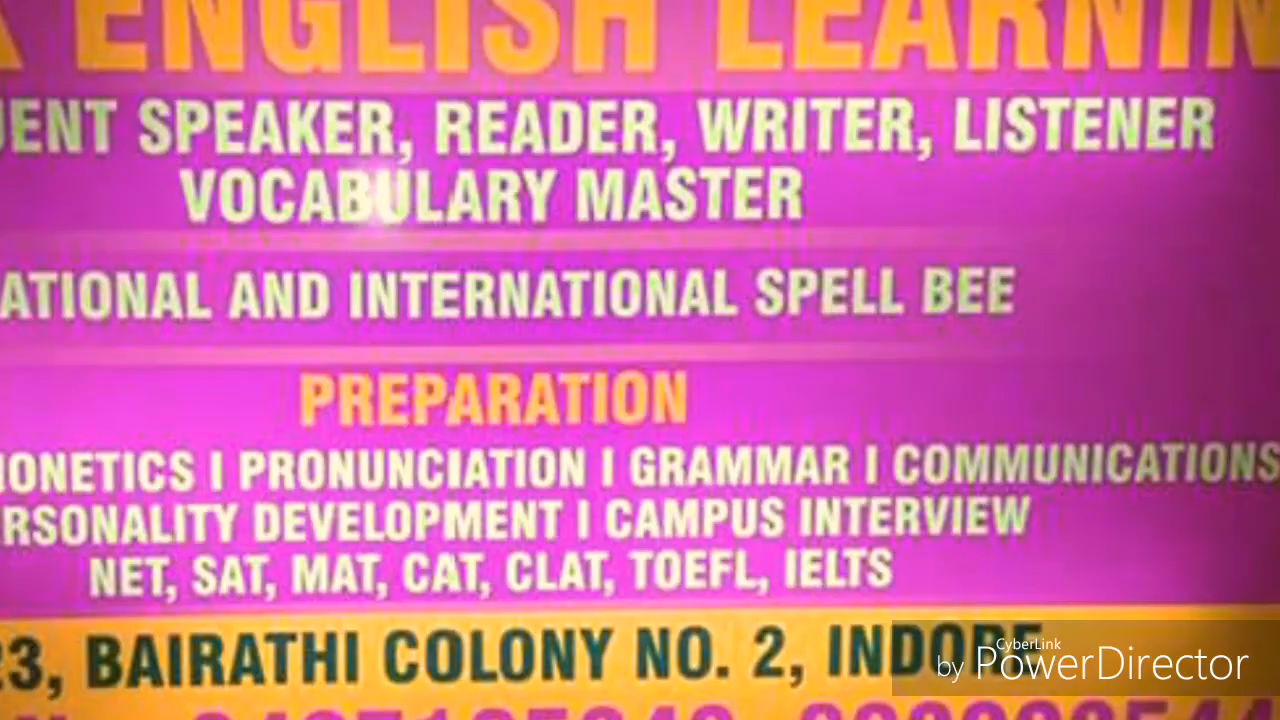 ENGLISH LEARNIN
UENT SPEAKER, READER, WRITER, LISTENER
VOCABULARY MASTER
ATIONAL AND INTERNATIONAL SPELL BEE
PREPARATION
HONETICS I PRONUNCIATION I GRAMMAR I COMMUNICATIONS
RSONALITY DEVELOPMENT I CAMPUS INTERVIEW
NET, SAT, MAT, CAT, CLAT, TOEFL, IELTS
23, BAIRATHI COLONY NO. 2, INDORE
CyberLink
by PowerDirector